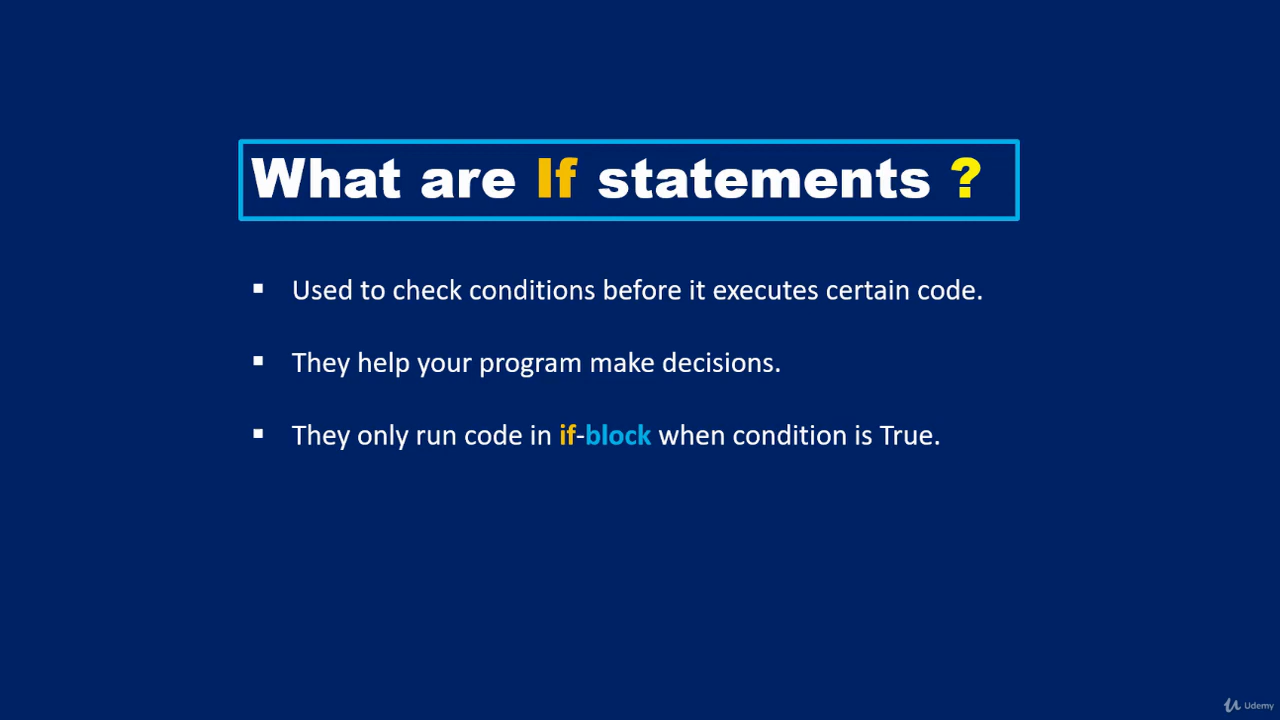 What are If statements ?
▪ Used to check conditions before it executes certain code.
▪ They help your program make decisions.
▪ They only run code in if-block when condition is True.
Udemy